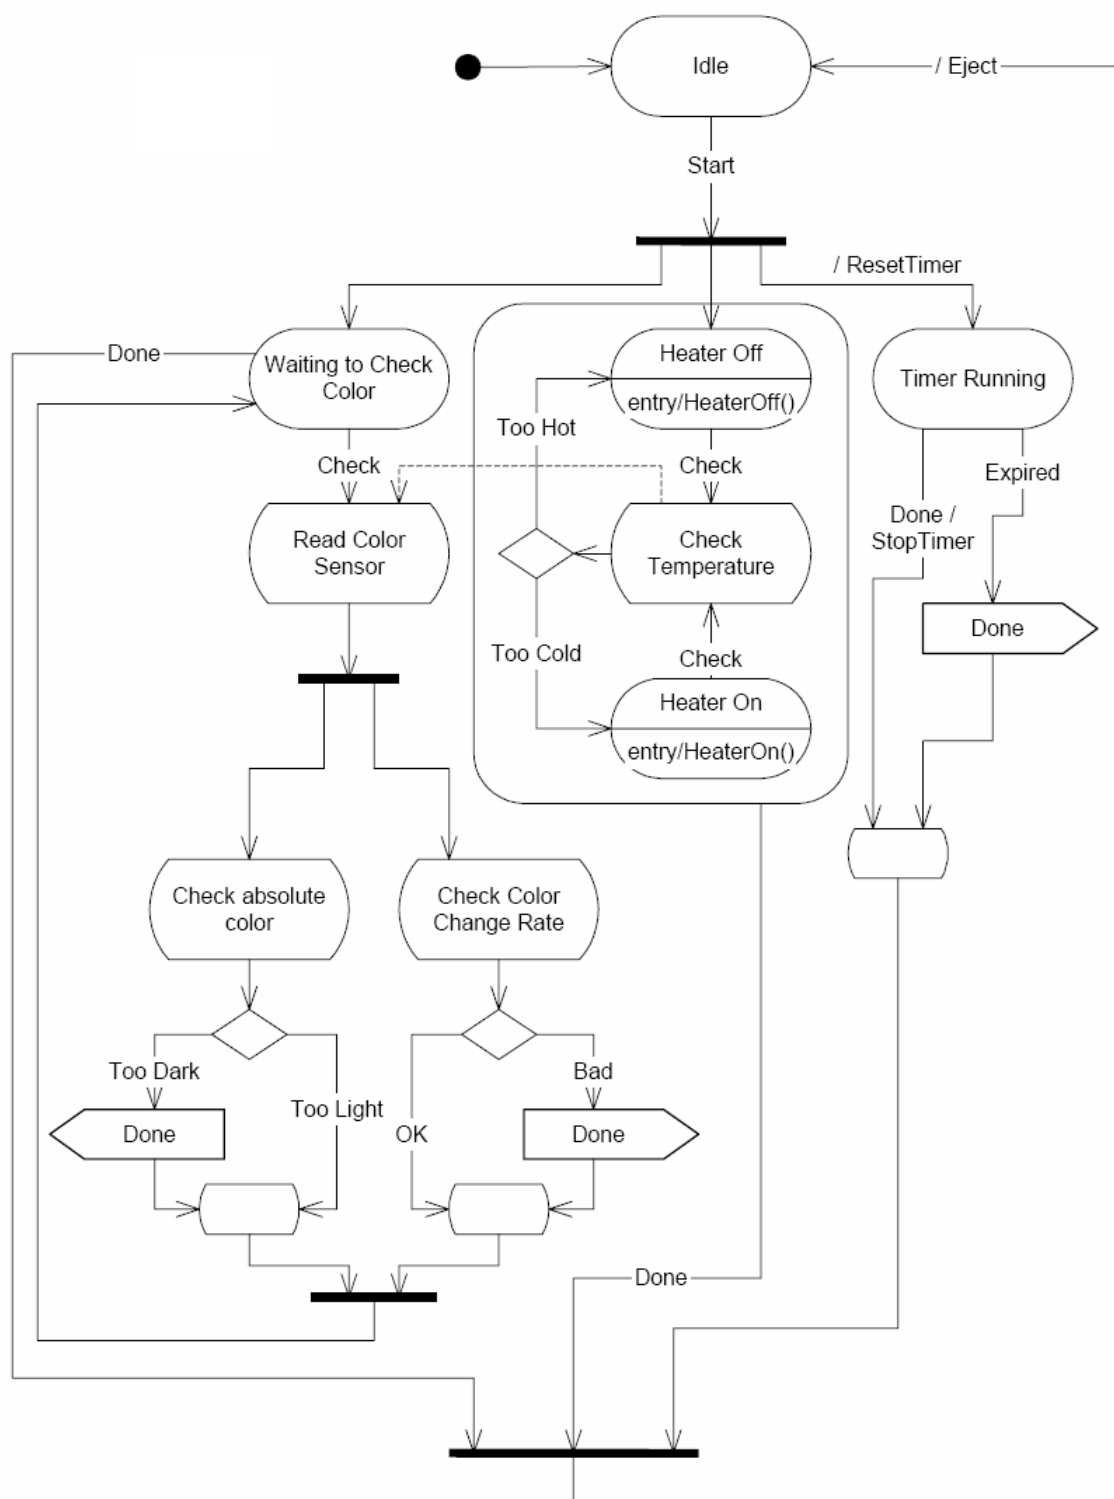 Idle
/ Eject
Start
/ ResetTimer
Done
Waiting to Check
Color
Heater Off
entry/HeaterOff()
Timer Running
Too Hot
Check
Check
Expired
Read Color
Sensor
Check
Temperature
Done /
StopTimer
Done
Too Cold
Check
Heater On
entry/HeaterOn()
Check absolute
color
Check Color
Change Rate
Too Dark
Too Light
OK
Bad
Done
Done
Done